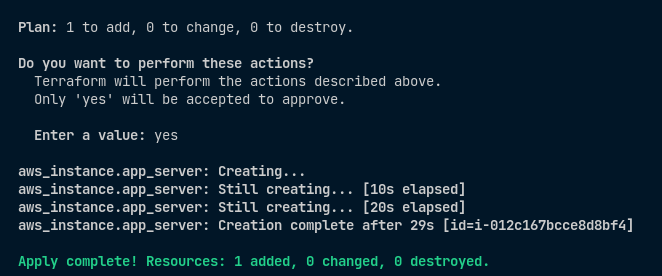 Plan: 1 to add, 0 to change, 0 to destroy.
Do you want to perform these actions?
Terraform will perform the actions described above.
Only 'yes' will be accepted to approve.
Enter a value: yes
aws_instance.app_server: Creating...
aws_instance.app_server: Still creating... [10s elapsed]
aws_instance.app_server: Still creating... [20s elapsed]
aws_instance.app_server: Creation complete after 29s [id=i-012c167bcce8d8bf4]
Apply complete! Resources: 1 added, 0 changed, 0 destroyed.